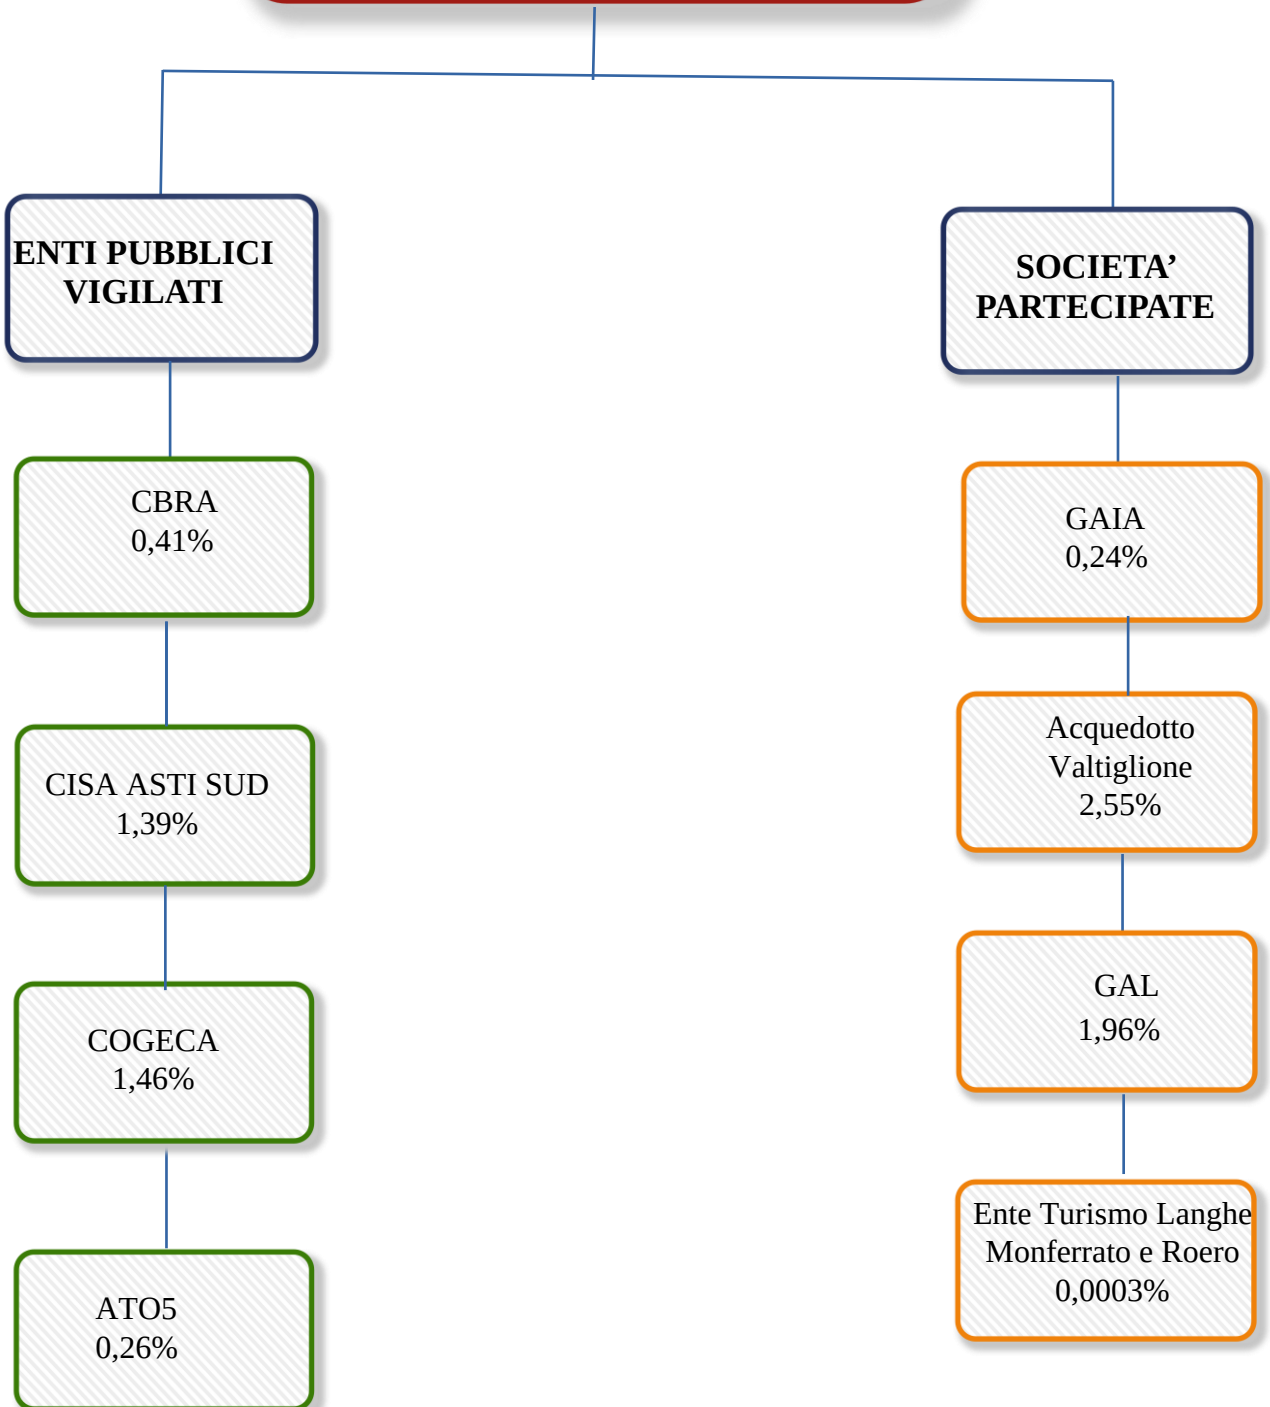 ENTI PUBBLICI
VIGILATI
CBRA
0,41%
CISA ASTI SUD
1,39%
COGECA
1,46%
ATO5
0,26%
SOCIETA’
PARTECIPATE
GAIA
0,24%
Acquedotto
Valtiglione
2,55%
GAL
1,96%
Ente Turismo Langhe
Monferrato e Roero
0,0003%